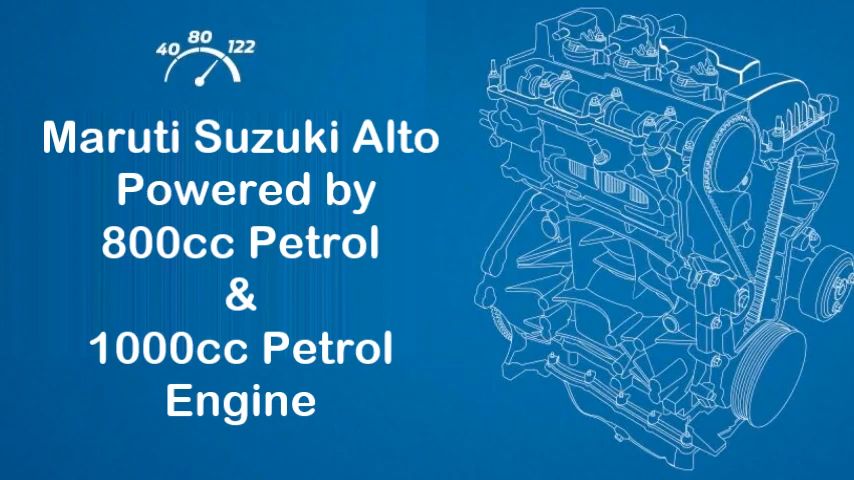 40 80 122
Maruti Suzuki Alto
Powered by
800cc Petrol
&
1000cc Petrol
Engine